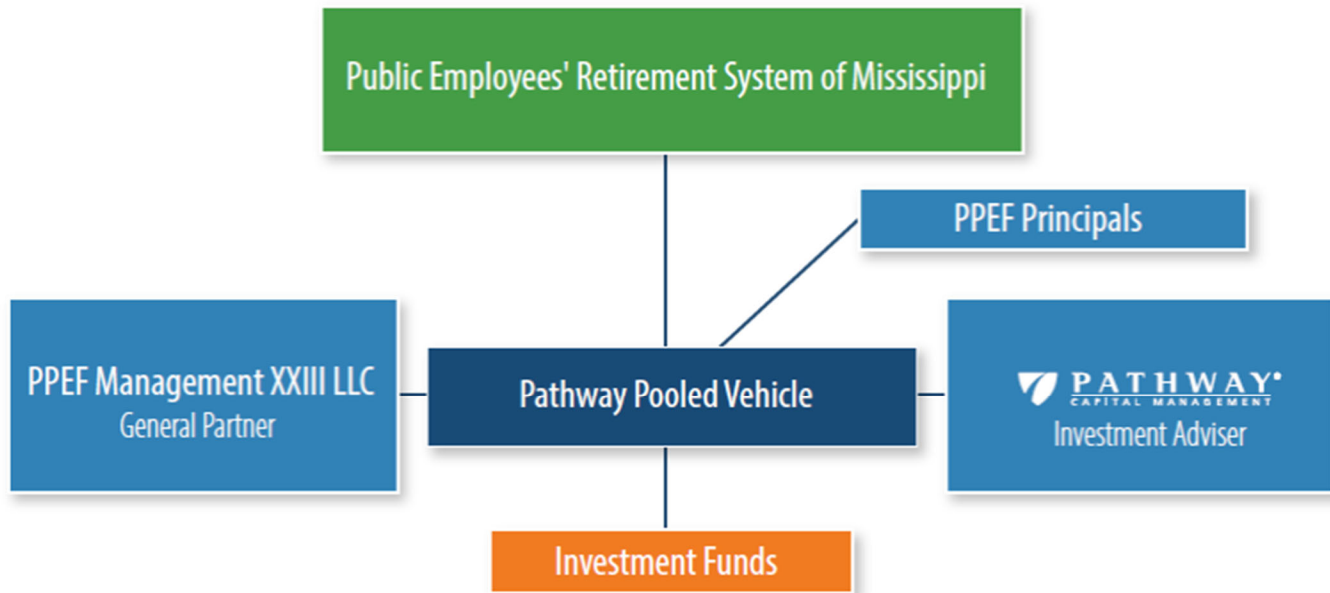 Public Employees' Retirement System of Mississippi
PPEF Principals
PPEF Management XXIII LLC
General Partner
Pathway Pooled Vehicle
PATHWAY®
CAPITAL MANAGEMENT
Investment Adviser
Investment Funds